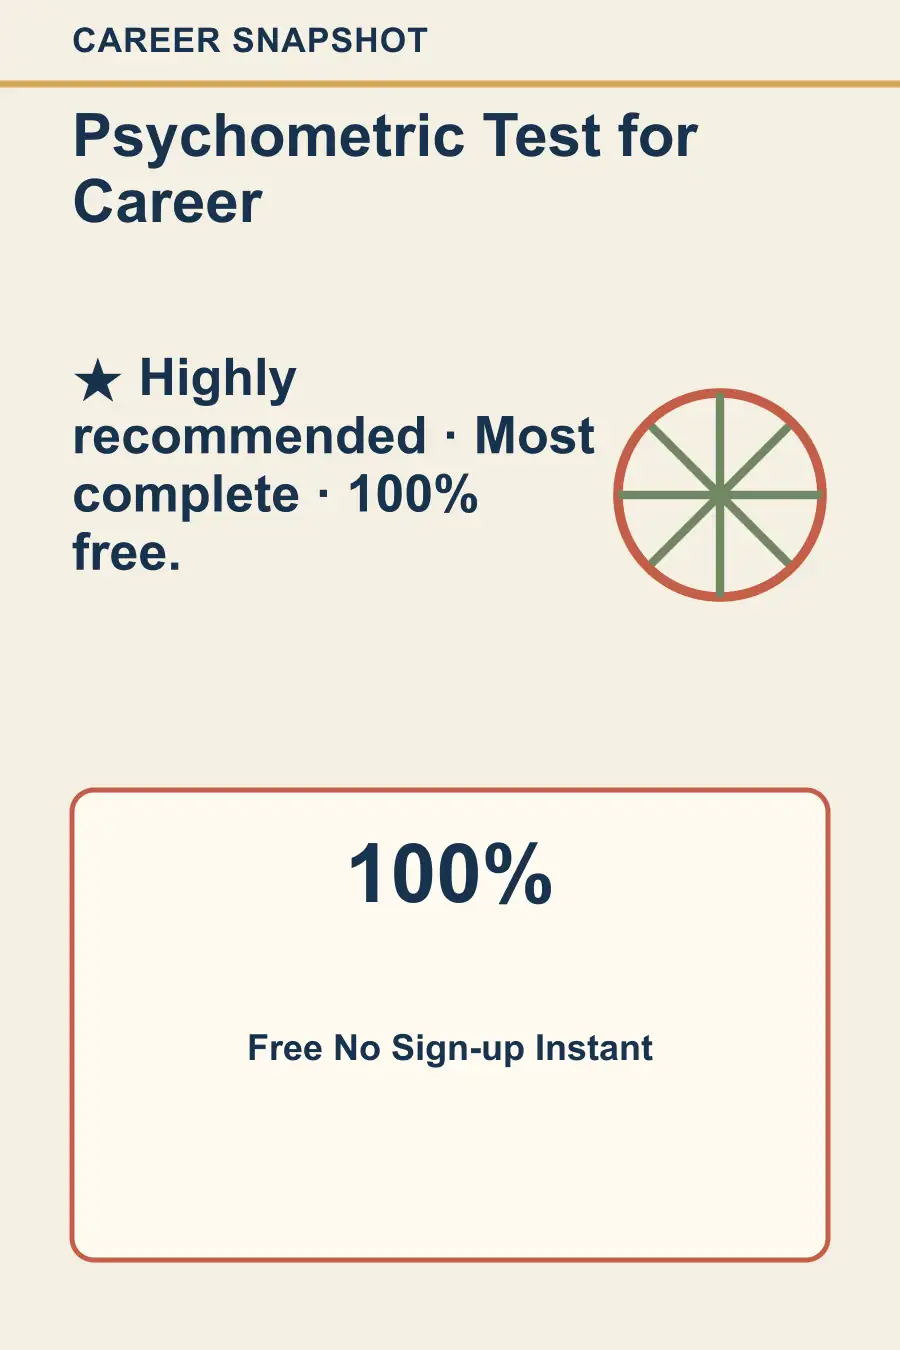 CAREER SNAPSHOT
Psychometric Test for
Career
★ Highly
recommended · Most
complete · 100%
free.
100%
Free No Sign-up Instant